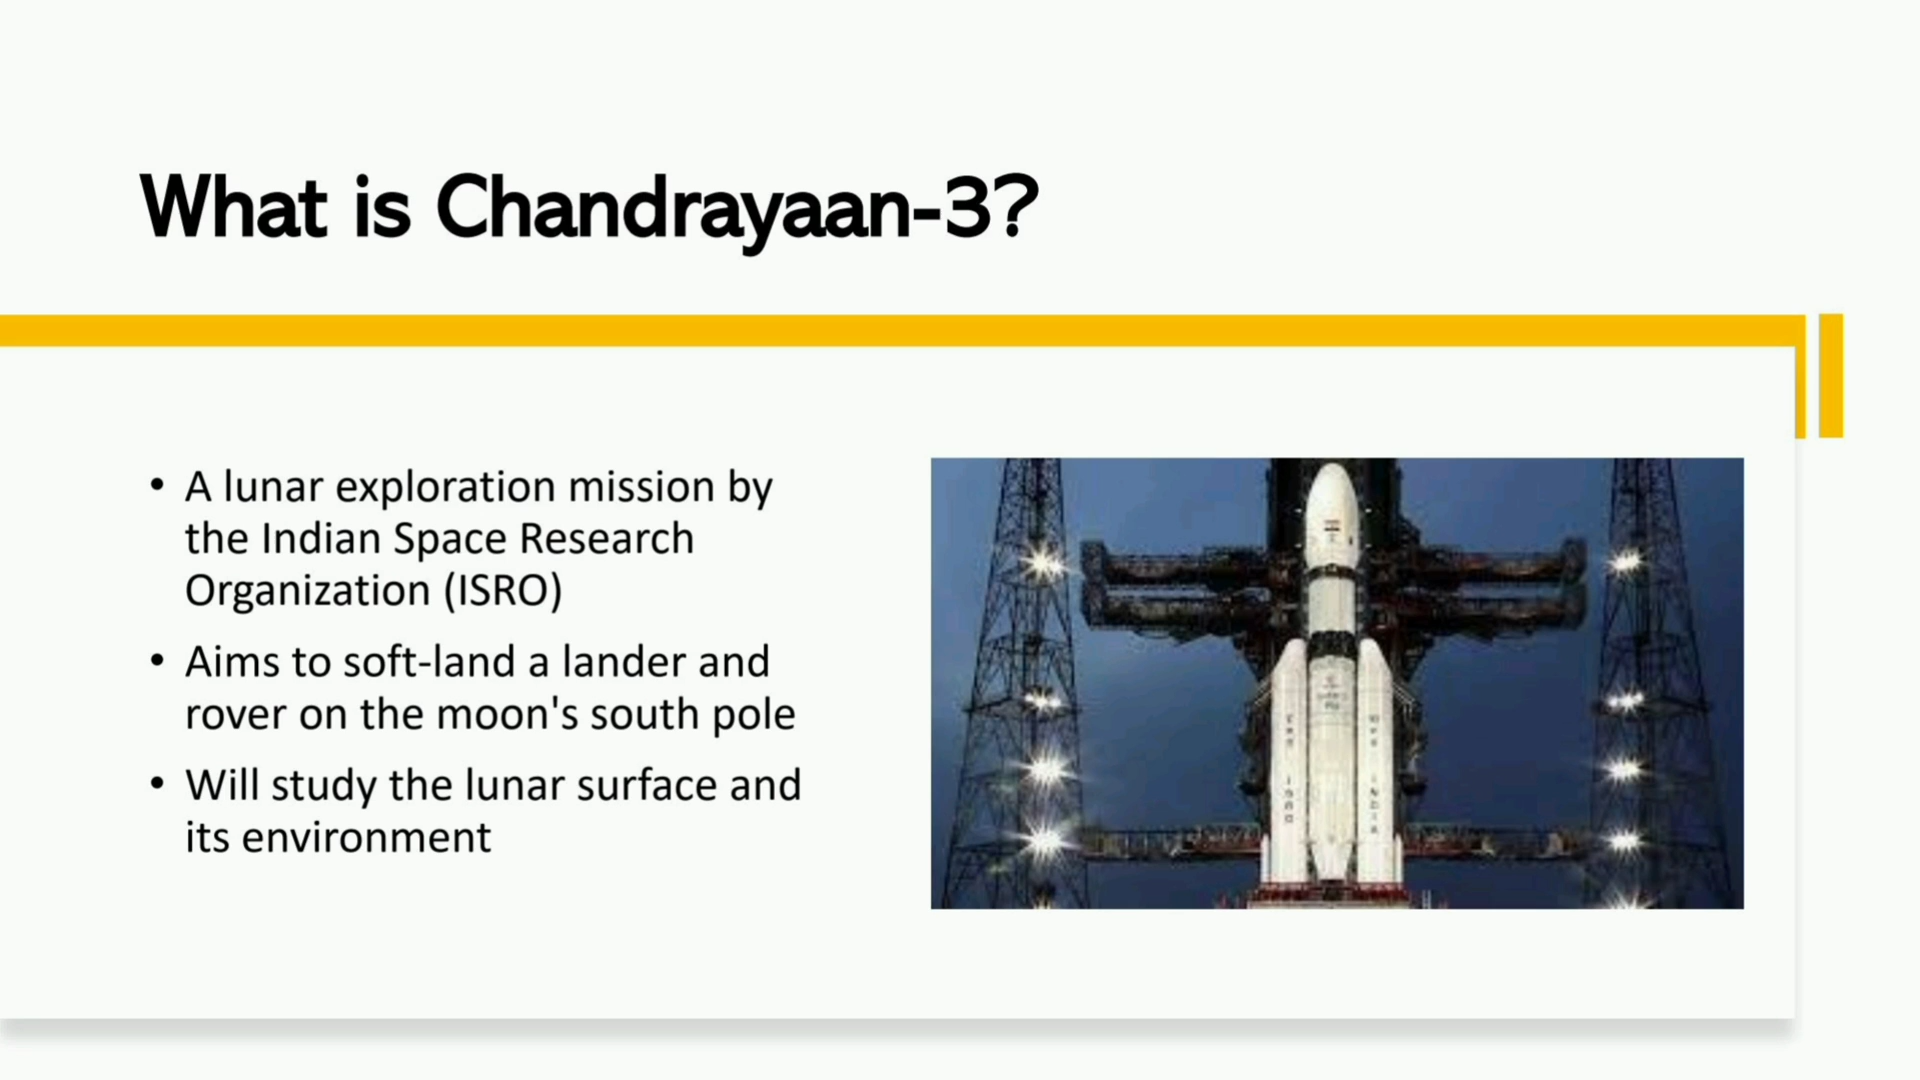 What is Chandrayaan-3?
• A lunar exploration mission by
the Indian Space Research
Organization (ISRO)
• Aims to soft-land a lander and
rover on the moon's south pole
• Will study the lunar surface and
its environment